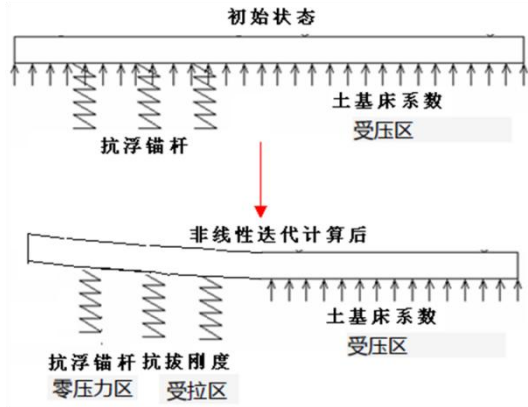 初始状态
土基床系数
受压区
抗浮锚杆
非线性迭代计算后
土基床系数
受压区
抗浮锚杆 抗拔刚度
零压力区 受拉区